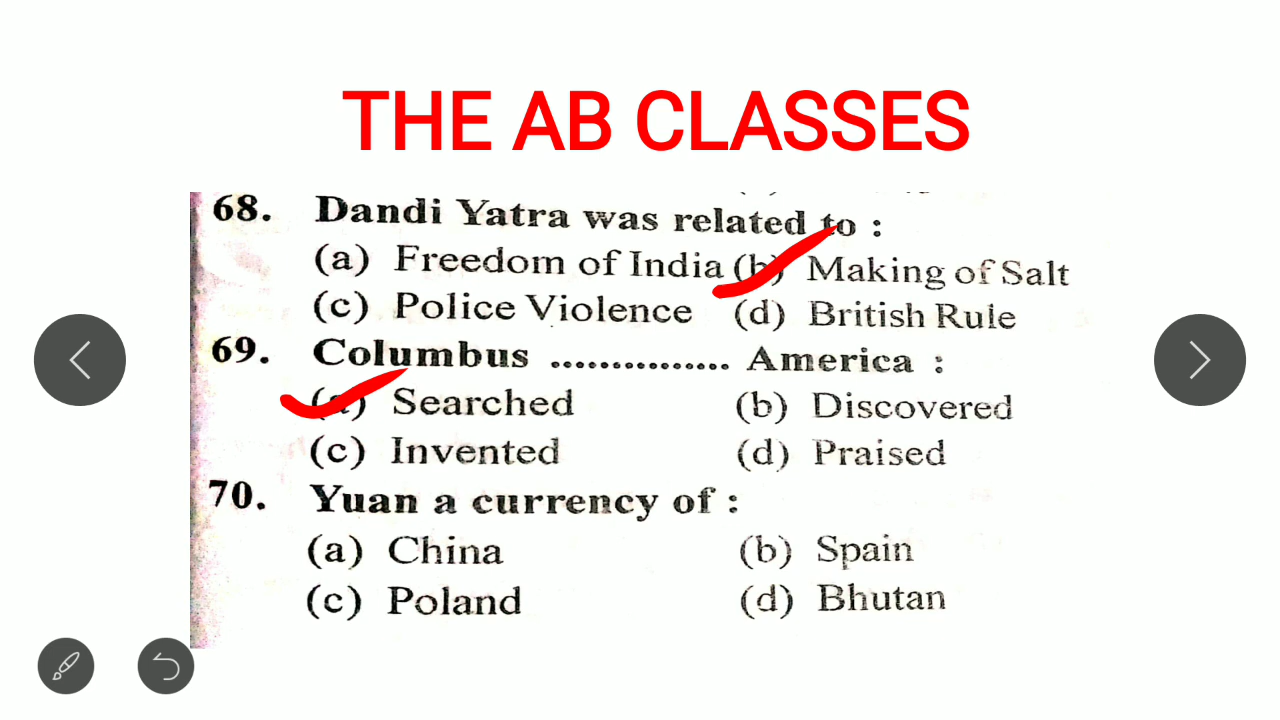 THE AB CLASSES
68. Dandi Yatra was related to :
(a) Freedom of India (b) Making of Salt
(c) Police Violence (d) British Rule
69. Columbus ............... America :
(a) Searched (b) Discovered
(c) Invented (d) Praised
70. Yuan a currency of :
(a) China (b) Spain
(c) Poland (d) Bhutan